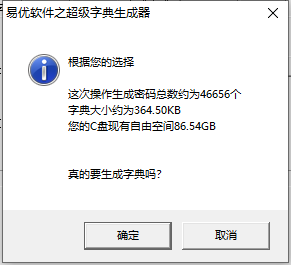 易优软件之超级字典生成器
根据您的选择
这次操作生成密码总数约为46656个
字典大小约为364.50KB
您的C盘现有自由空间86.54GB
真的要生成字典吗?
确定
取消